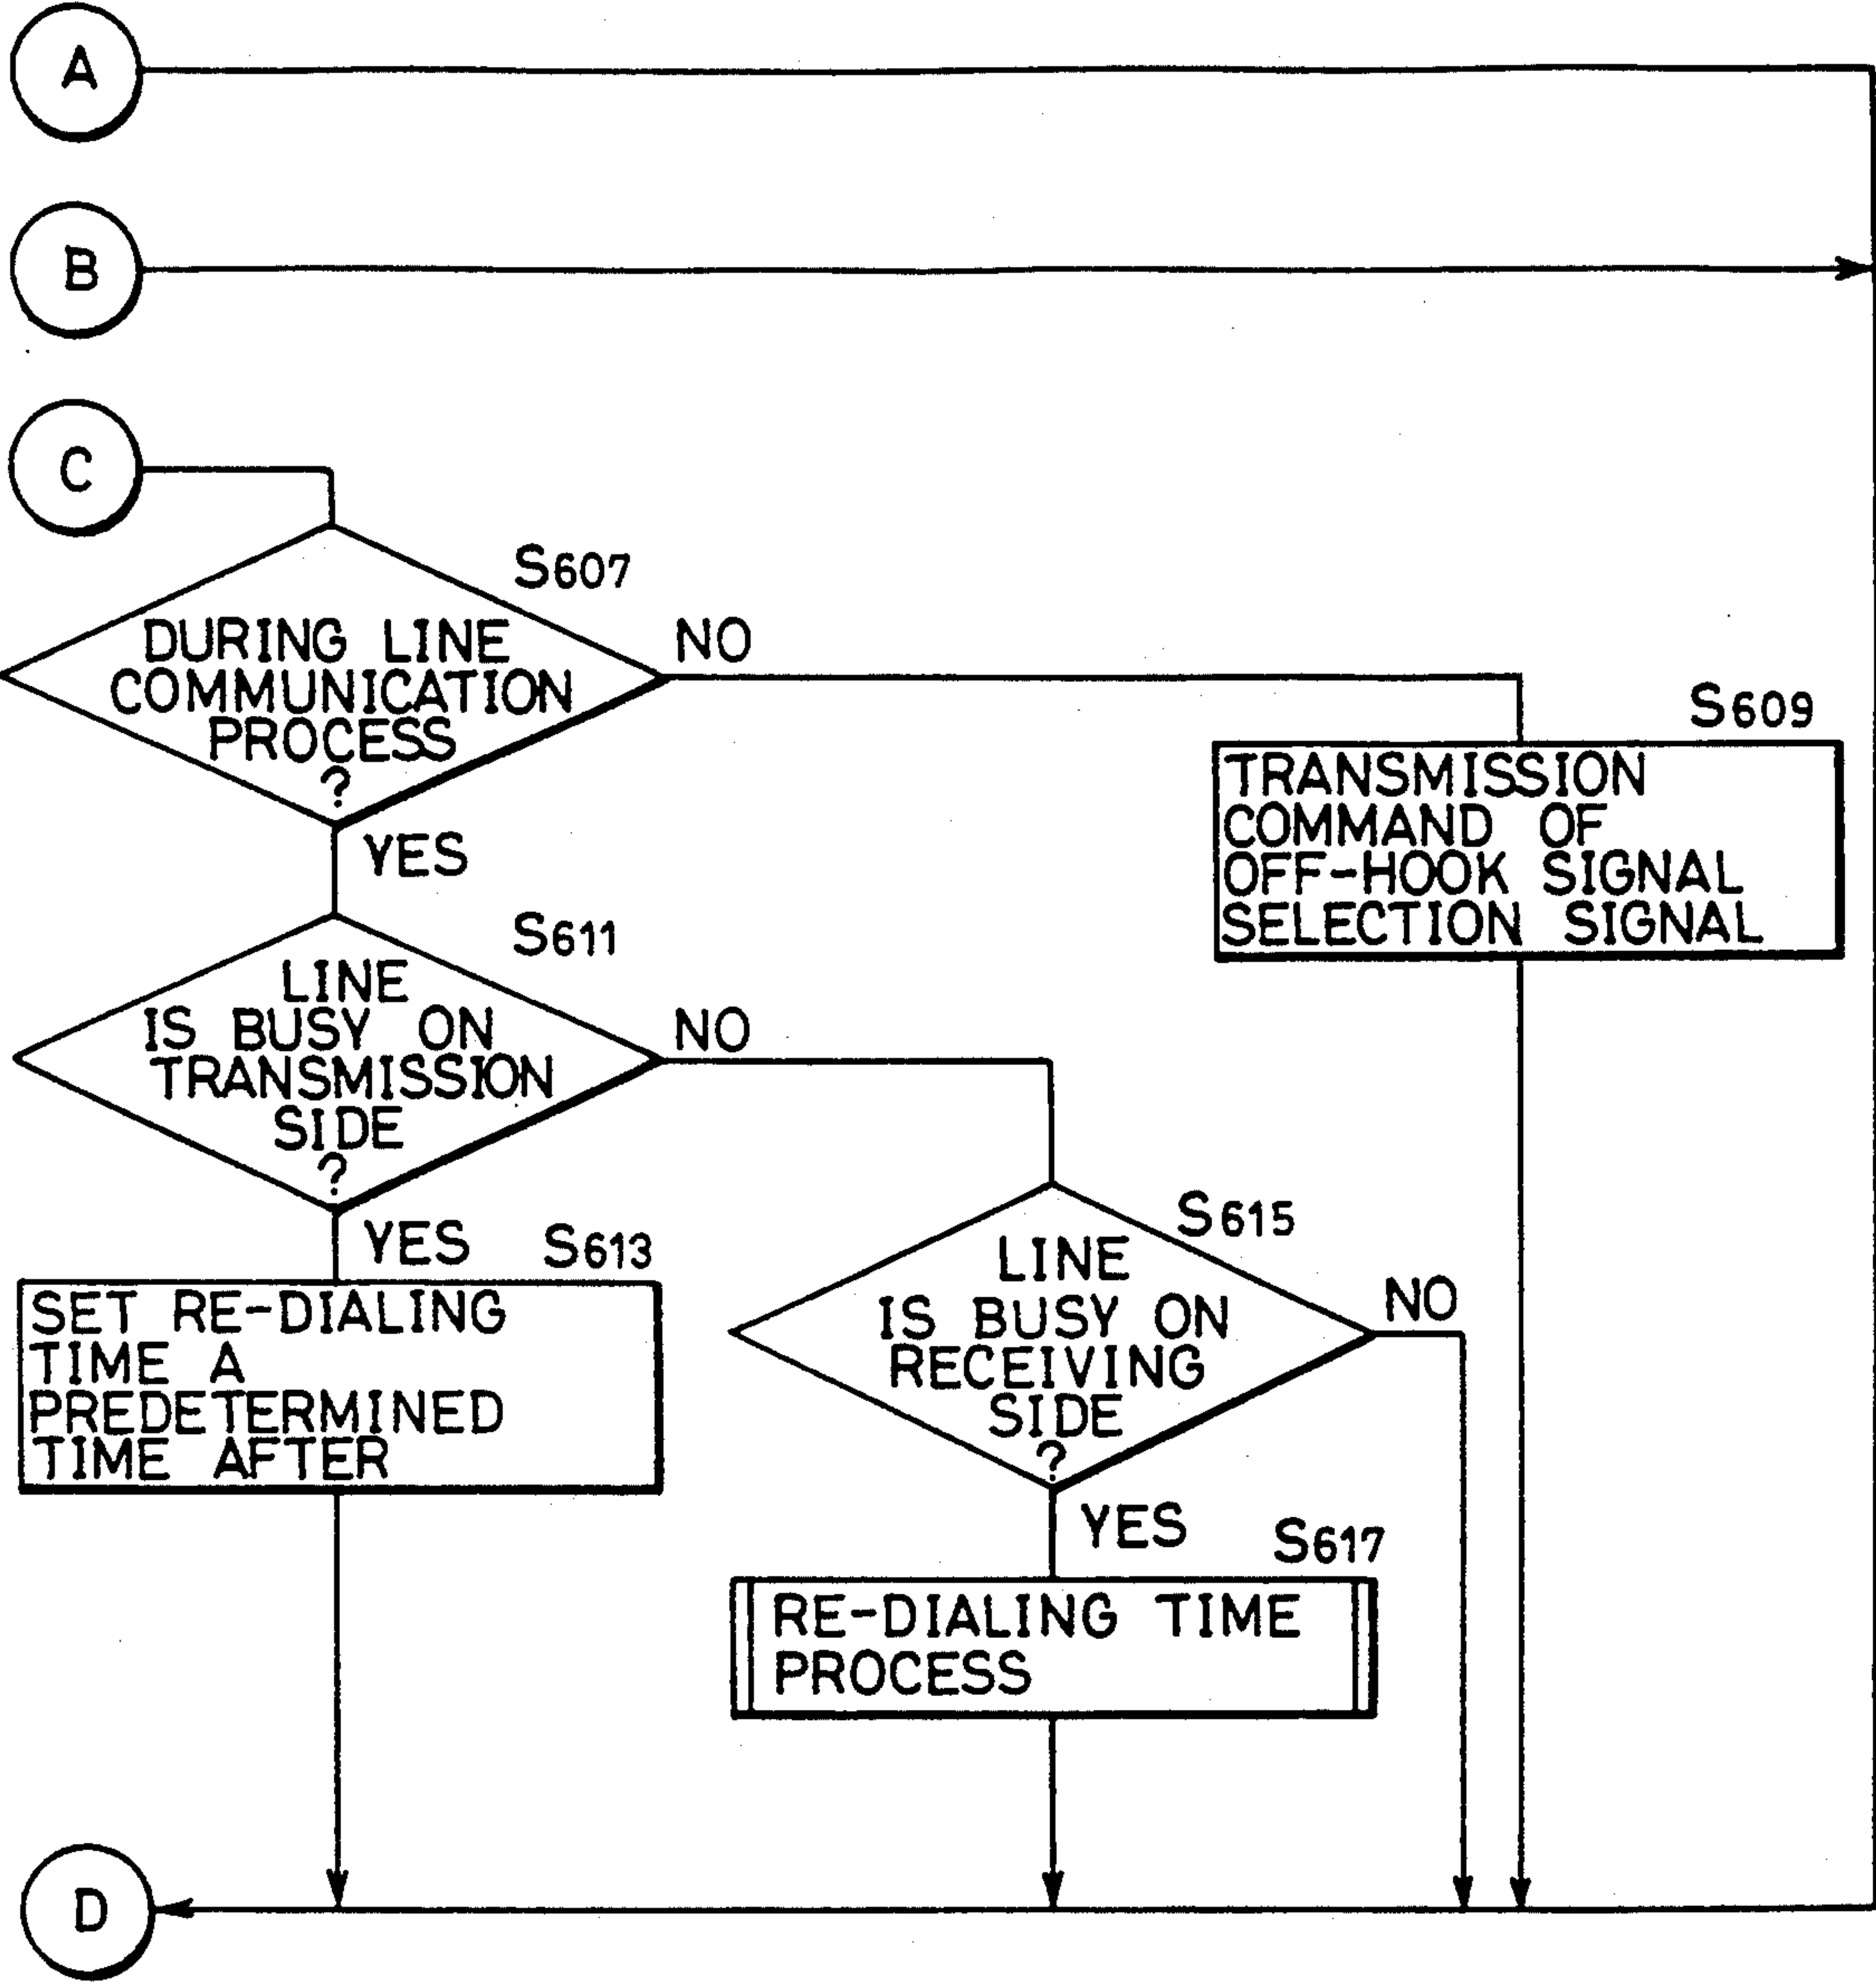 A
B
C
S607
DURING LINE
COMMUNICATION
PROCESS
?
NO
YES
S609
TRANSMISSION
COMMAND OF
OFF-HOOK SIGNAL
SELECTION SIGNAL
S611
LINE
IS BUSY ON
TRANSMISSION
SIDE
?
NO
YES
S613
SET RE-DIALING
TIME A
PREDETERMINED
TIME AFTER
S615
LINE
IS BUSY ON
RECEIVING
SIDE
?
NO
YES
S617
RE-DIALING TIME
PROCESS
D